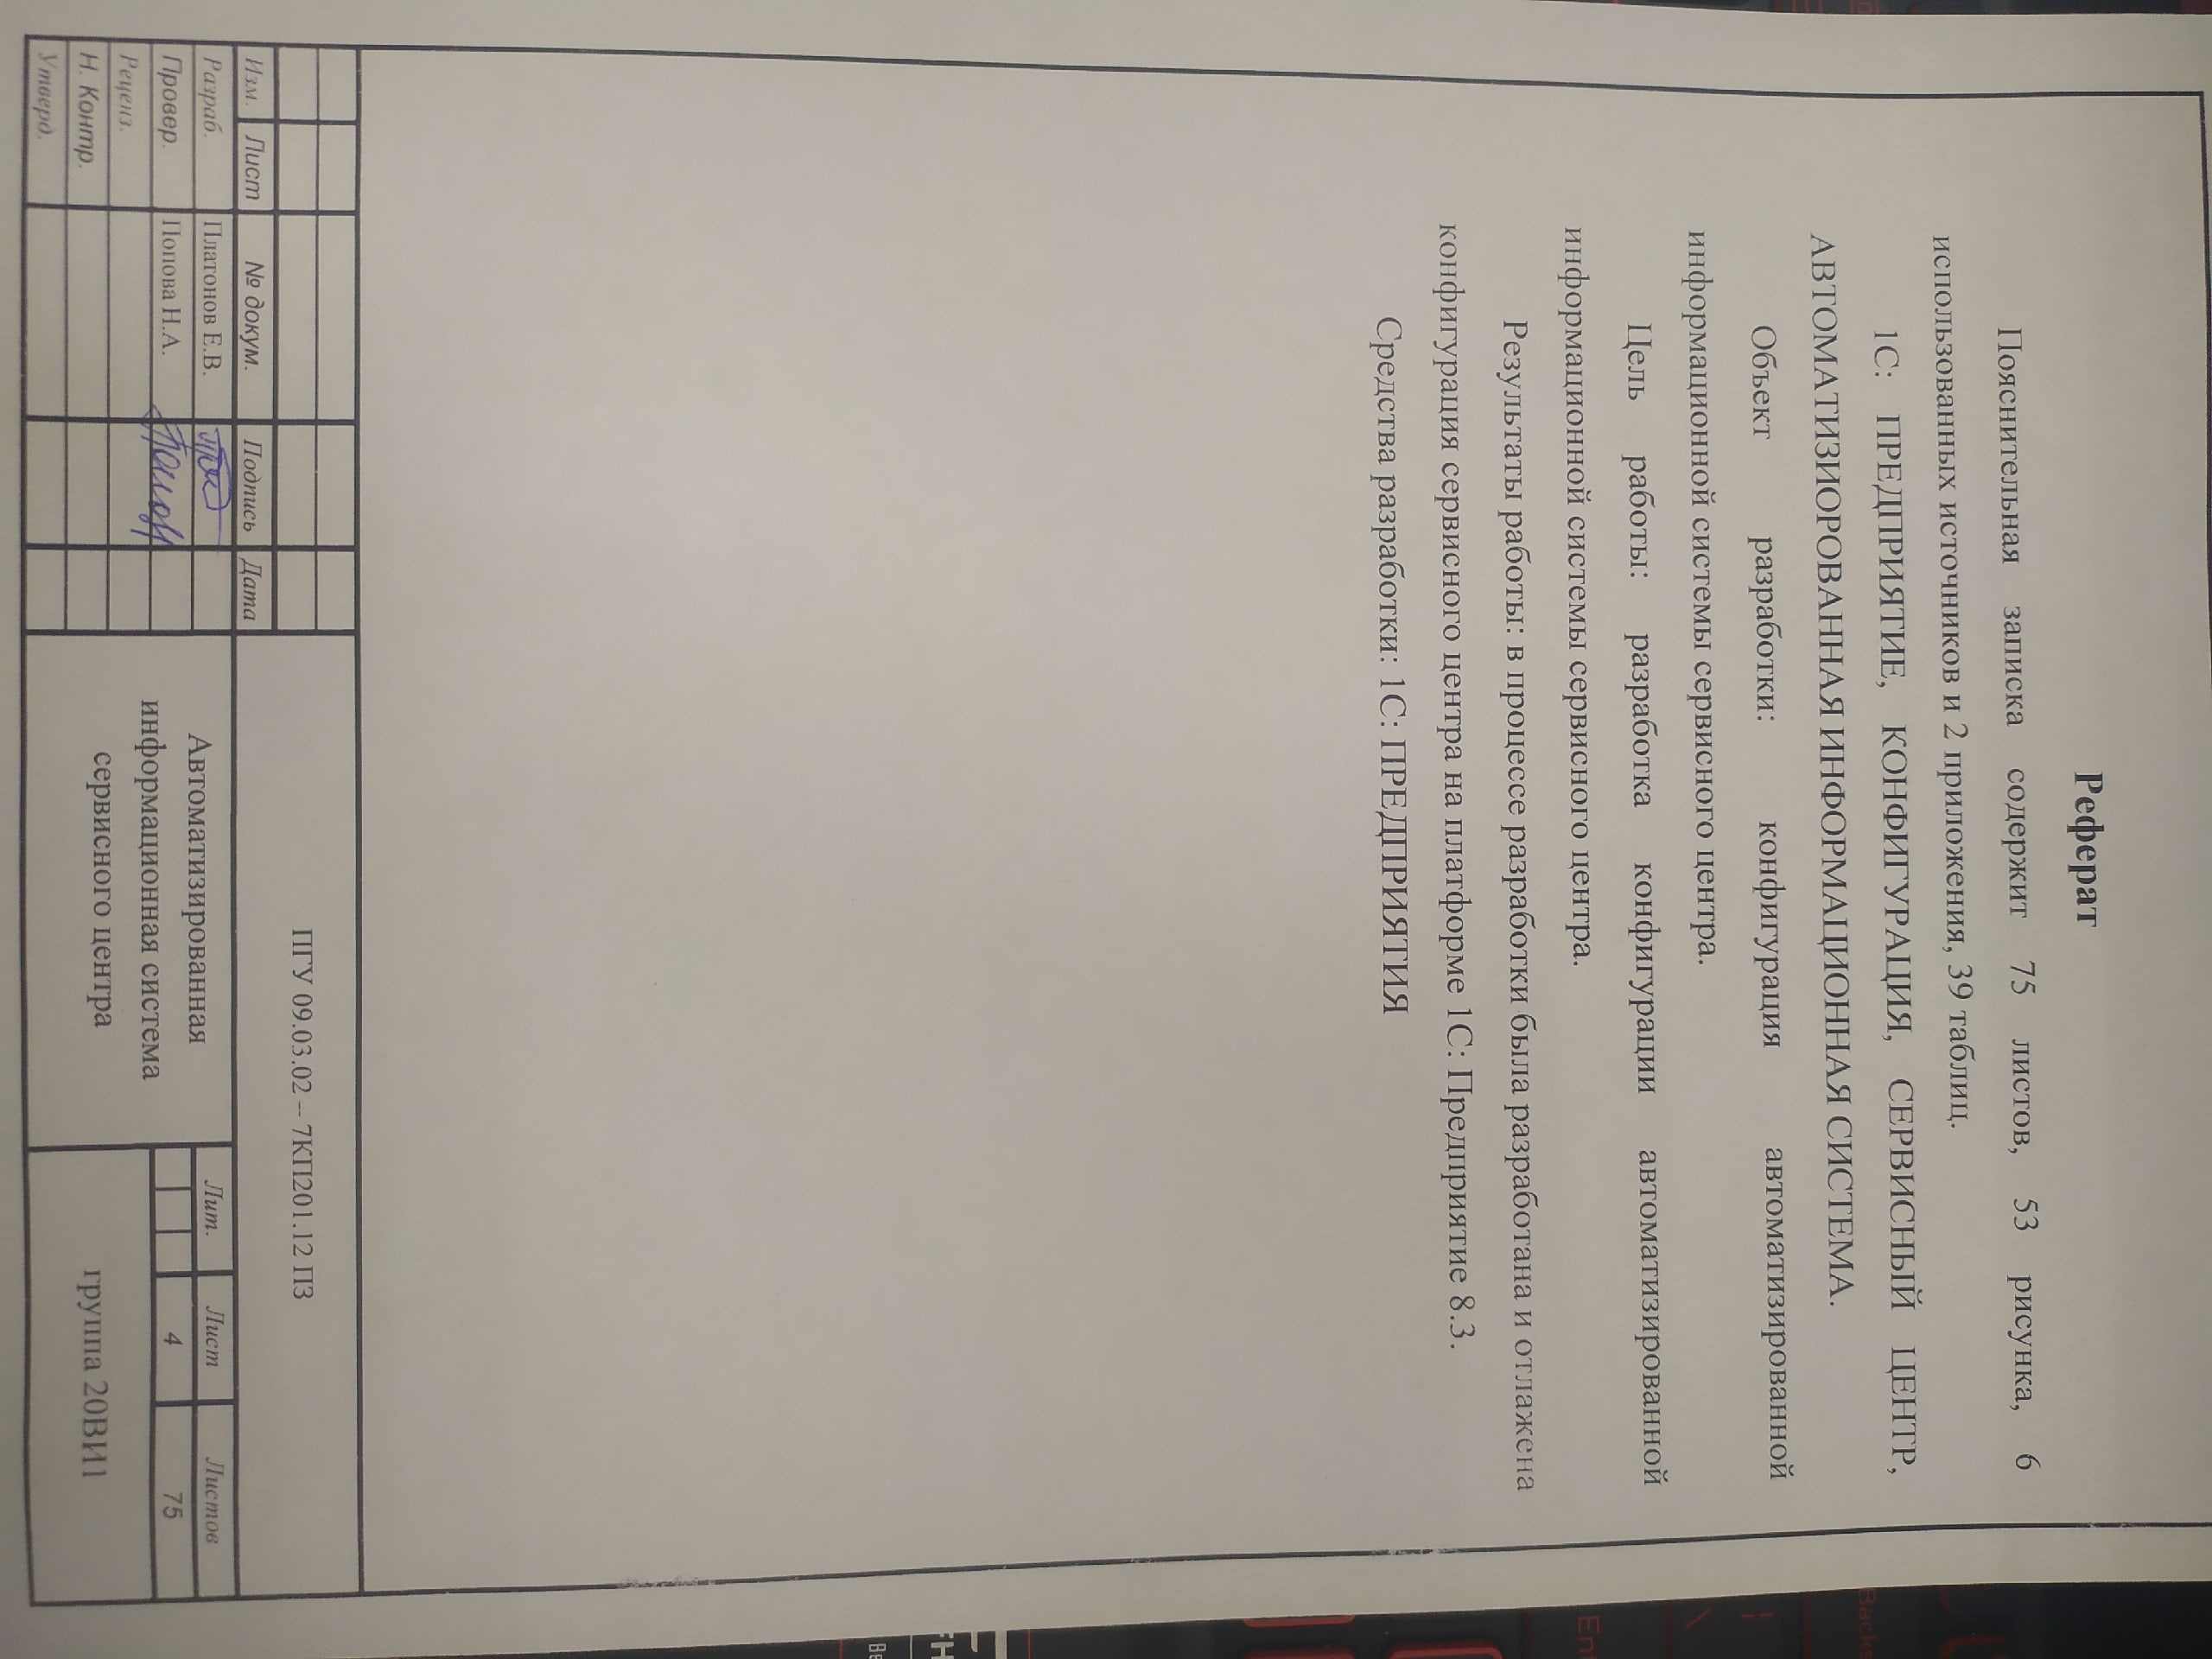 Реферат
Пояснительная записка содержит 75 листов, 53 рисунка, 6
использованных источников и 2 приложения, 39 таблиц.
1С: ПРЕДПРИЯТИЕ, КОНФИГУРАЦИЯ, СЕРВИСНЫЙ ЦЕНТР,
АВТОМАТИЗИОРОВАННАЯ ИНФОРМАЦИОННАЯ СИСТЕМА.
Объект разработки: конфигурация автоматизированной
информационной системы сервисного центра.
Цель работы: разработка конфигурации автоматизированной
информационной системы сервисного центра.
Результаты работы: в процессе разработки была разработана и отлажена
конфигурация сервисного центра на платформе 1С: Предприятие 8.3.
Средства разработки: 1С: ПРЕДПРИЯТИЯ
ПГУ 09.03.02 – 7КП201.12 ПЗ
Изм. Лист № докум. Подпись Дата
Разраб. Платонов Е.В.
Провер. Попова Н.А.
Реценз.
Н. Контр.
Утверд.
Автоматизированная
информационная система
сервисного центра
Лит. Лист Листов
4 75
группа 20ВИ1
Backs
Ent